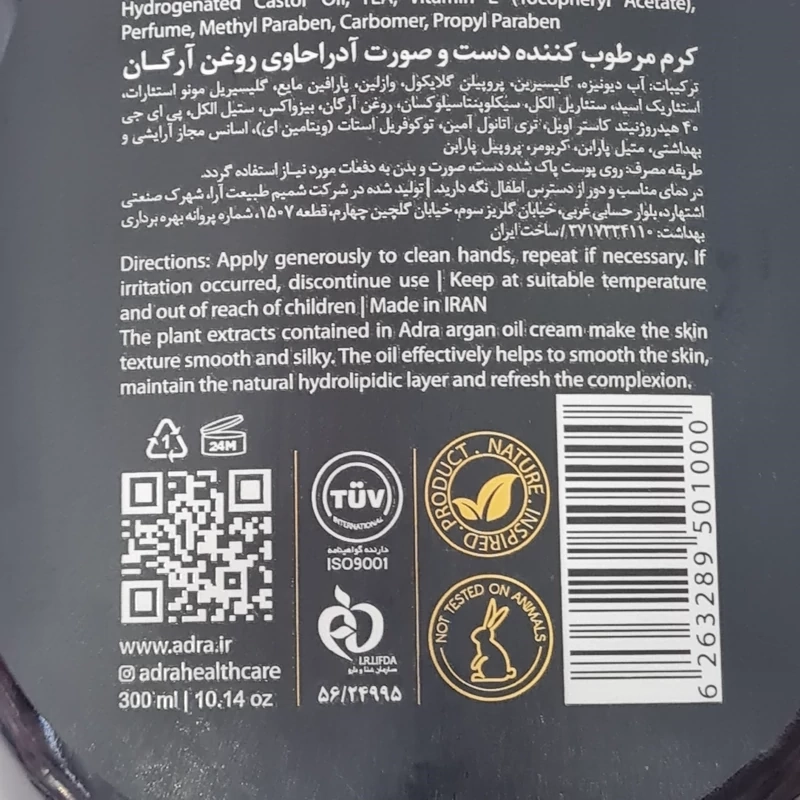 Hydrogenated Castor Oil, TEA, Vitamin E (Tocopheryl Acetate),
Perfume, Methyl Paraben, Carbomer, Propyl Paraben
کرم مرطوب کننده دست و صورت آدرا حاوی روغن آرگان
ترکیبات: آب دیونیزه، گلیسیرین، پروپیلن گلایکول، وازلین، پارافین مایع، گلیسیریل مونو استئارات،
استئاریک اسید، ستئاریل الکل، سیکلوپنتاسیلوکسان، روغن آرگان، بیزواکس، ستیل الکل، پی ای جی
۴۰ هیدروژنیتد کاستر اویل، تری اتانول آمین، توکوفریل استات (ویتامین ای)، اسانس مجاز آرایشی و
بهداشتی، متیل پارابن، کربومر، پروپیل پارابن
طریقه مصرف: روی پوست پاک شده دست، صورت و بدن به دفعات مورد نیاز استفاده گردد.
در دمای مناسب و دور از دسترس اطفال نگه دارید. | تولید شده در شرکت شمیم طبیعت آرا، شهرک صنعتی
اشتهارد، بلوار حسابی غربی، خیابان گلریز سوم، خیابان گلچین چهارم، قطعه ۱۵۰۷، شماره پروانه بهره برداری
بهداشت: ۳۷۱۷۳۳۴۱۱۰ / ساخت ایران
Directions: Apply generously to clean hands, repeat if necessary. If
irritation occurred, discontinue use | Keep at suitable temperature
and out of reach of children | Made in IRAN
The plant extracts contained in Adra argan oil cream make the skin
texture smooth and silky. The oil effectively helps to smooth the skin,
maintain the natural hydrolipidic layer and refresh the complexion.
1
24M
www.adra.ir
adrahealthcare
300 ml | 10.14 oz
TÜV
INTERNATIONAL
دارنده گواهینامه
ISO9001
I.R.I.FDA
سازمان غذا و دارو
۵۶/۲۴۹۹۵
PRODUCT . NATURE . INSPIRED .
NOT TESTED ON ANIMALS
6 263289 501000